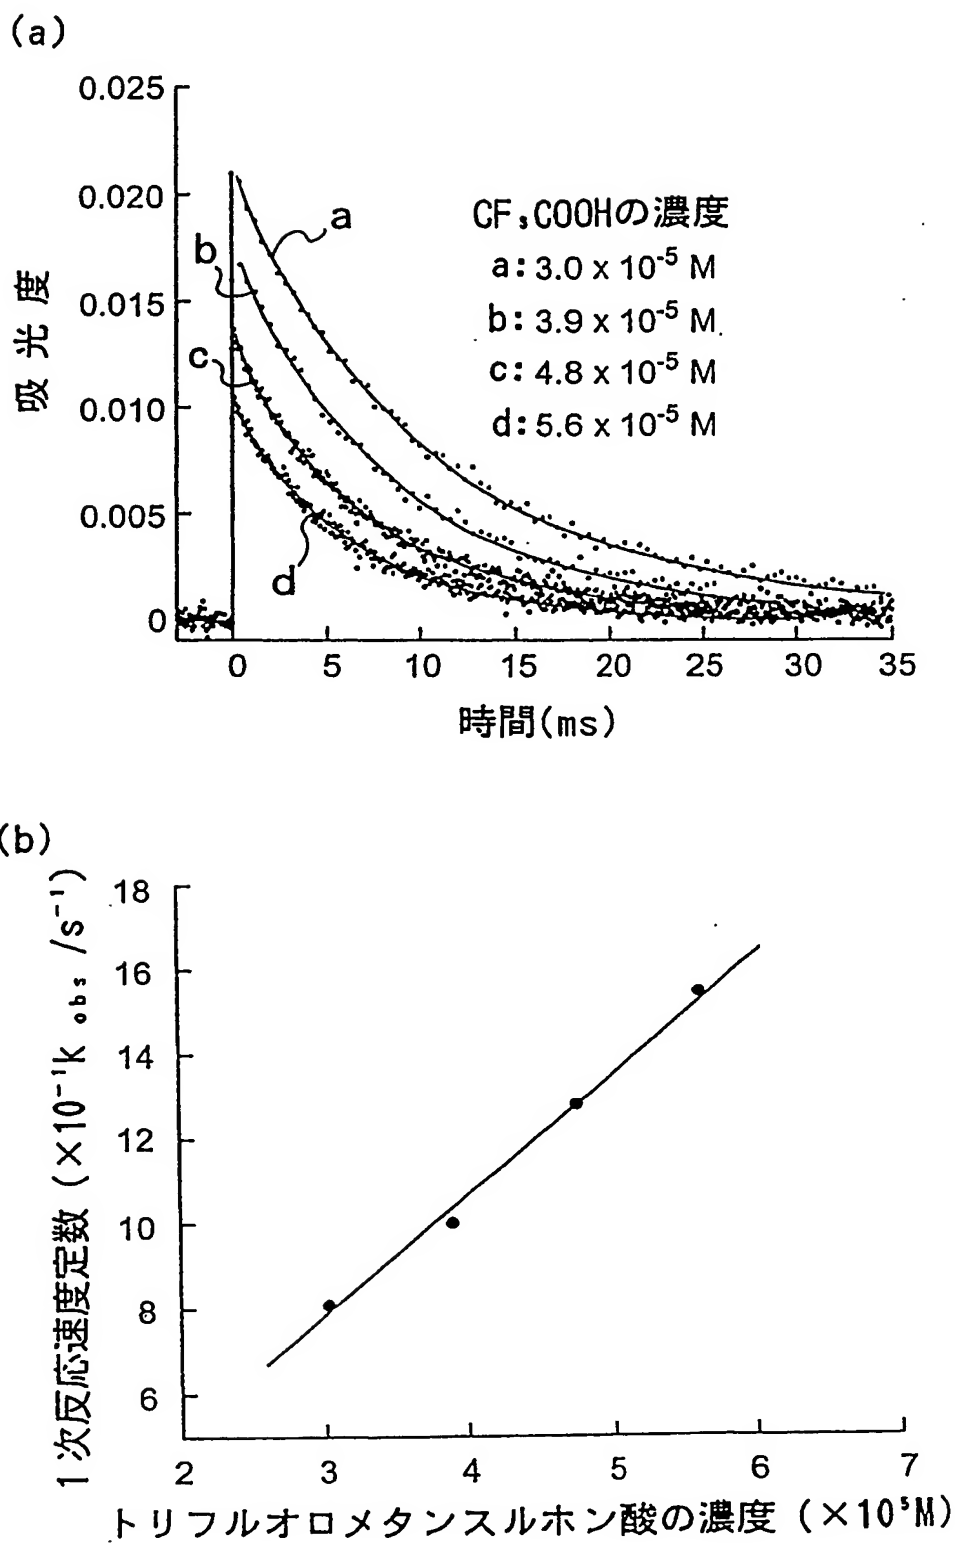 (a)
0.025
0.020
0.015
0.010
0.005
0
吸光度
a
b
c
d
CF₃COOHの濃度
a: 3.0 x 10⁻⁵ M
b: 3.9 x 10⁻⁵ M
c: 4.8 x 10⁻⁵ M
d: 5.6 x 10⁻⁵ M
0 5 10 15 20 25 30 35
時間(ms)
(b)
18
16
14
12
10
8
6
1次反応速度定数(×10⁻¹k obs /s⁻¹)
2 3 4 5 6 7
トリフルオロメタンスルホン酸の濃度(×10⁵M)